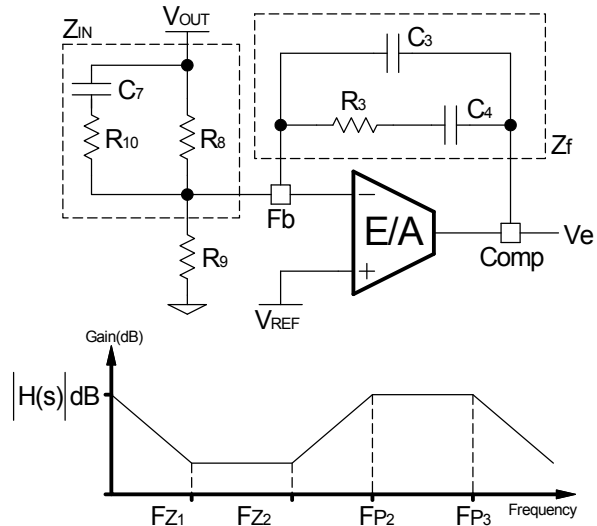 VOUT
ZIN
C7
R10
R8
C3
R3
C4
Zf
Fb
E/A
Comp
Ve
R9
VREF
Gain(dB)
|H(s)|dB
FZ1
FZ2
FP2
FP3
Frequency